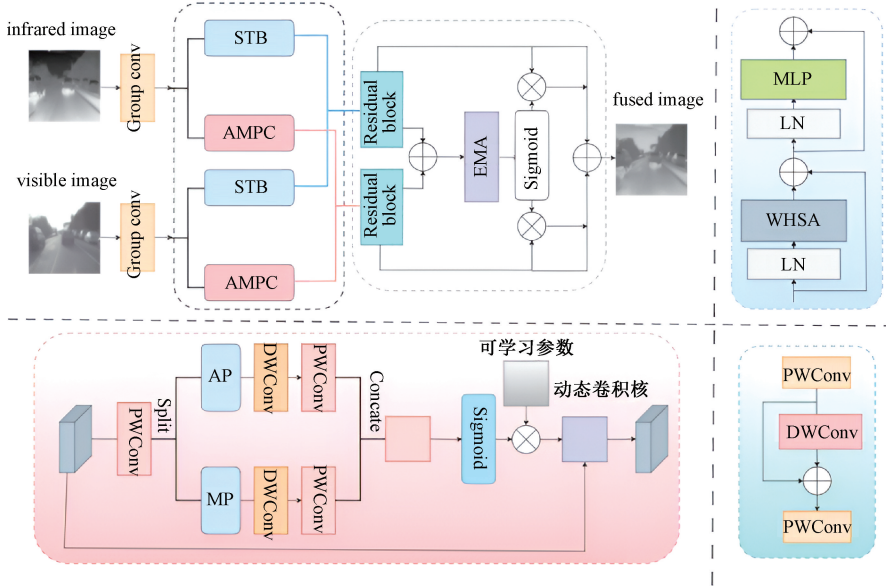 infrared image
Group conv
STB
AMPC
visible image
Group conv
STB
AMPC
Residual block
Residual block
EMA
Sigmoid
fused image
MLP
LN
WHSA
LN
PWConv
Split
AP
DWConv
PWConv
MP
DWConv
PWConv
Concate
Sigmoid
可学习参数
动态卷积核
PWConv
DWConv
PWConv